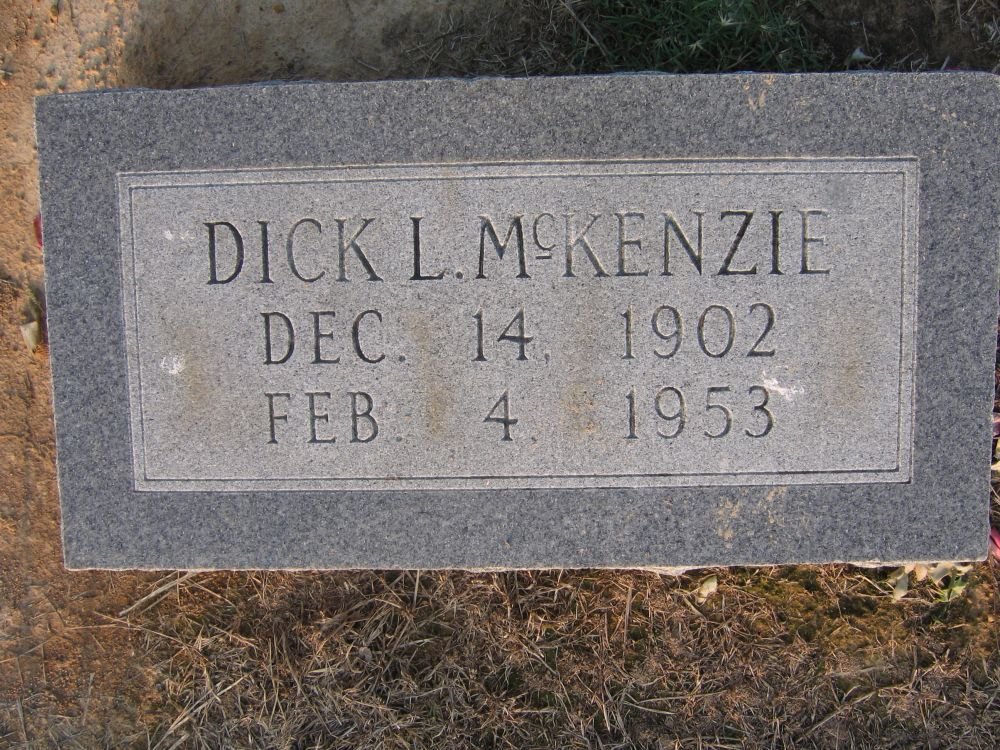 DICK L. McKENZIE
DEC. 14, 1902
FEB. 4, 1953